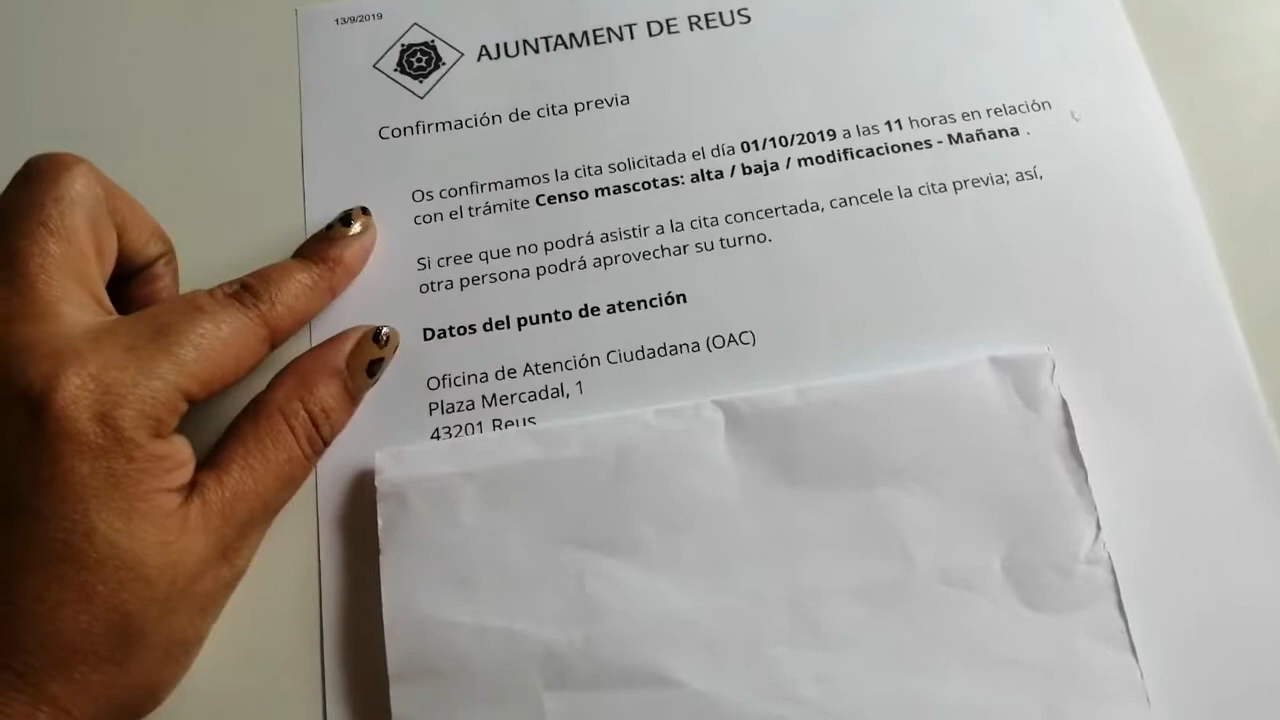 13/9/2019
AJUNTAMENT DE REUS
Confirmación de cita previa
Os confirmamos la cita solicitada el día 01/10/2019 a las 11 horas en relación
con el trámite Censo mascotas: alta / baja / modificaciones - Mañana .
Si cree que no podrá asistir a la cita concertada, cancele la cita previa; así,
otra persona podrá aprovechar su turno.
Datos del punto de atención
Oficina de Atención Ciudadana (OAC)
Plaza Mercadal, 1
43201 Reus